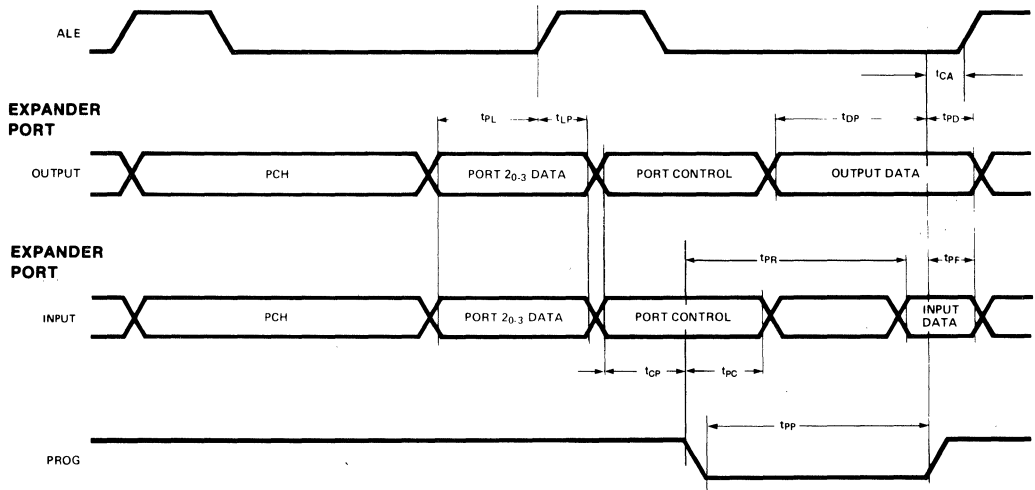 ALE
tCA
EXPANDER
PORT
tPL
tLP
tDP
tPD
OUTPUT
PCH
PORT 20-3 DATA
PORT CONTROL
OUTPUT DATA
EXPANDER
PORT
tPR
tPF
INPUT
PCH
PORT 20-3 DATA
PORT CONTROL
INPUT
DATA
tCP
tPC
tPP
PROG